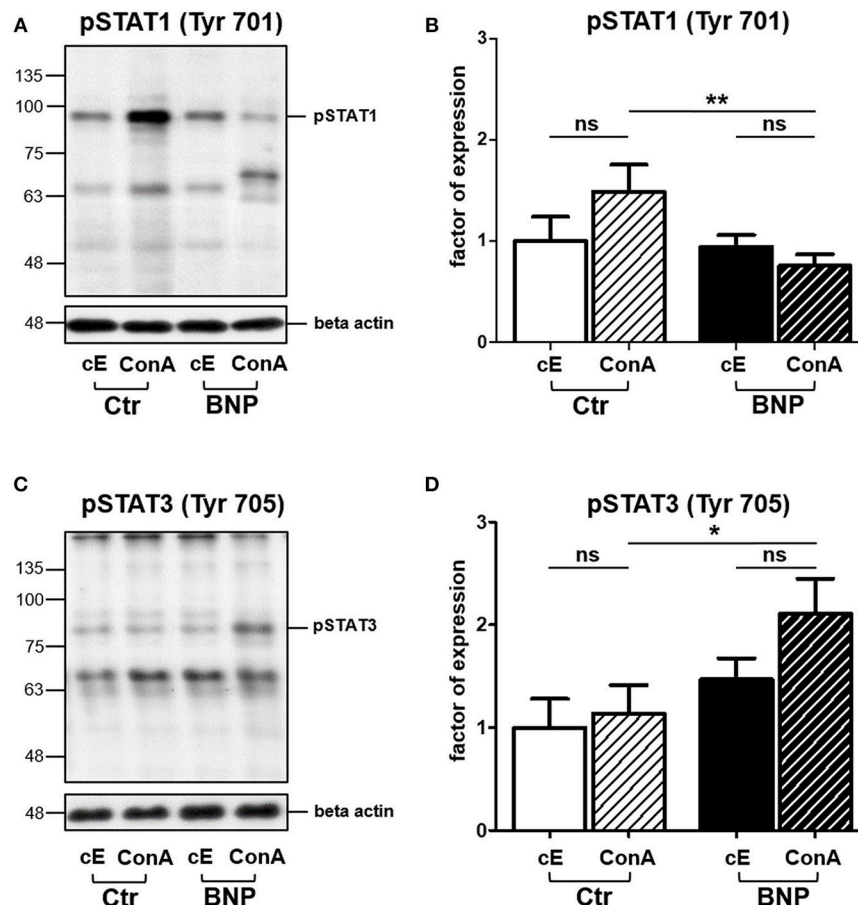 A
pSTAT1 (Tyr 701)
135
100
75
63
48
pSTAT1
48
beta actin
cE ConA cE ConA
Ctr BNP
B
pSTAT1 (Tyr 701)
factor of expression
3
2
1
0
**
ns ns
cE ConA cE ConA
Ctr BNP
C
pSTAT3 (Tyr 705)
135
100
75
63
48
pSTAT3
48
beta actin
cE ConA cE ConA
Ctr BNP
D
pSTAT3 (Tyr 705)
factor of expression
3
2
1
0
*
ns ns
cE ConA cE ConA
Ctr BNP